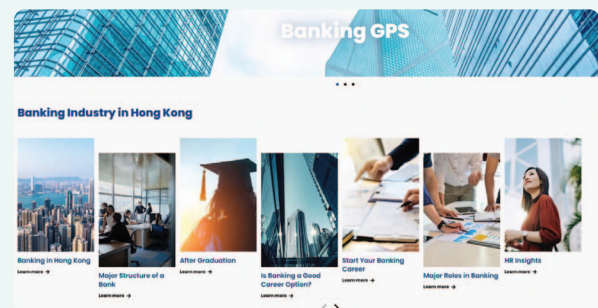 Banking GPS
Banking Industry in Hong Kong
Banking in Hong Kong
Learn more →
Major Structure of a
Bank
Learn more →
After Graduation
Learn more →
Is Banking a Good
Career Option?
Learn more →
Start Your Banking
Career
Learn more →
Major Roles in Banking
Learn more →
HR Insights
Learn more →